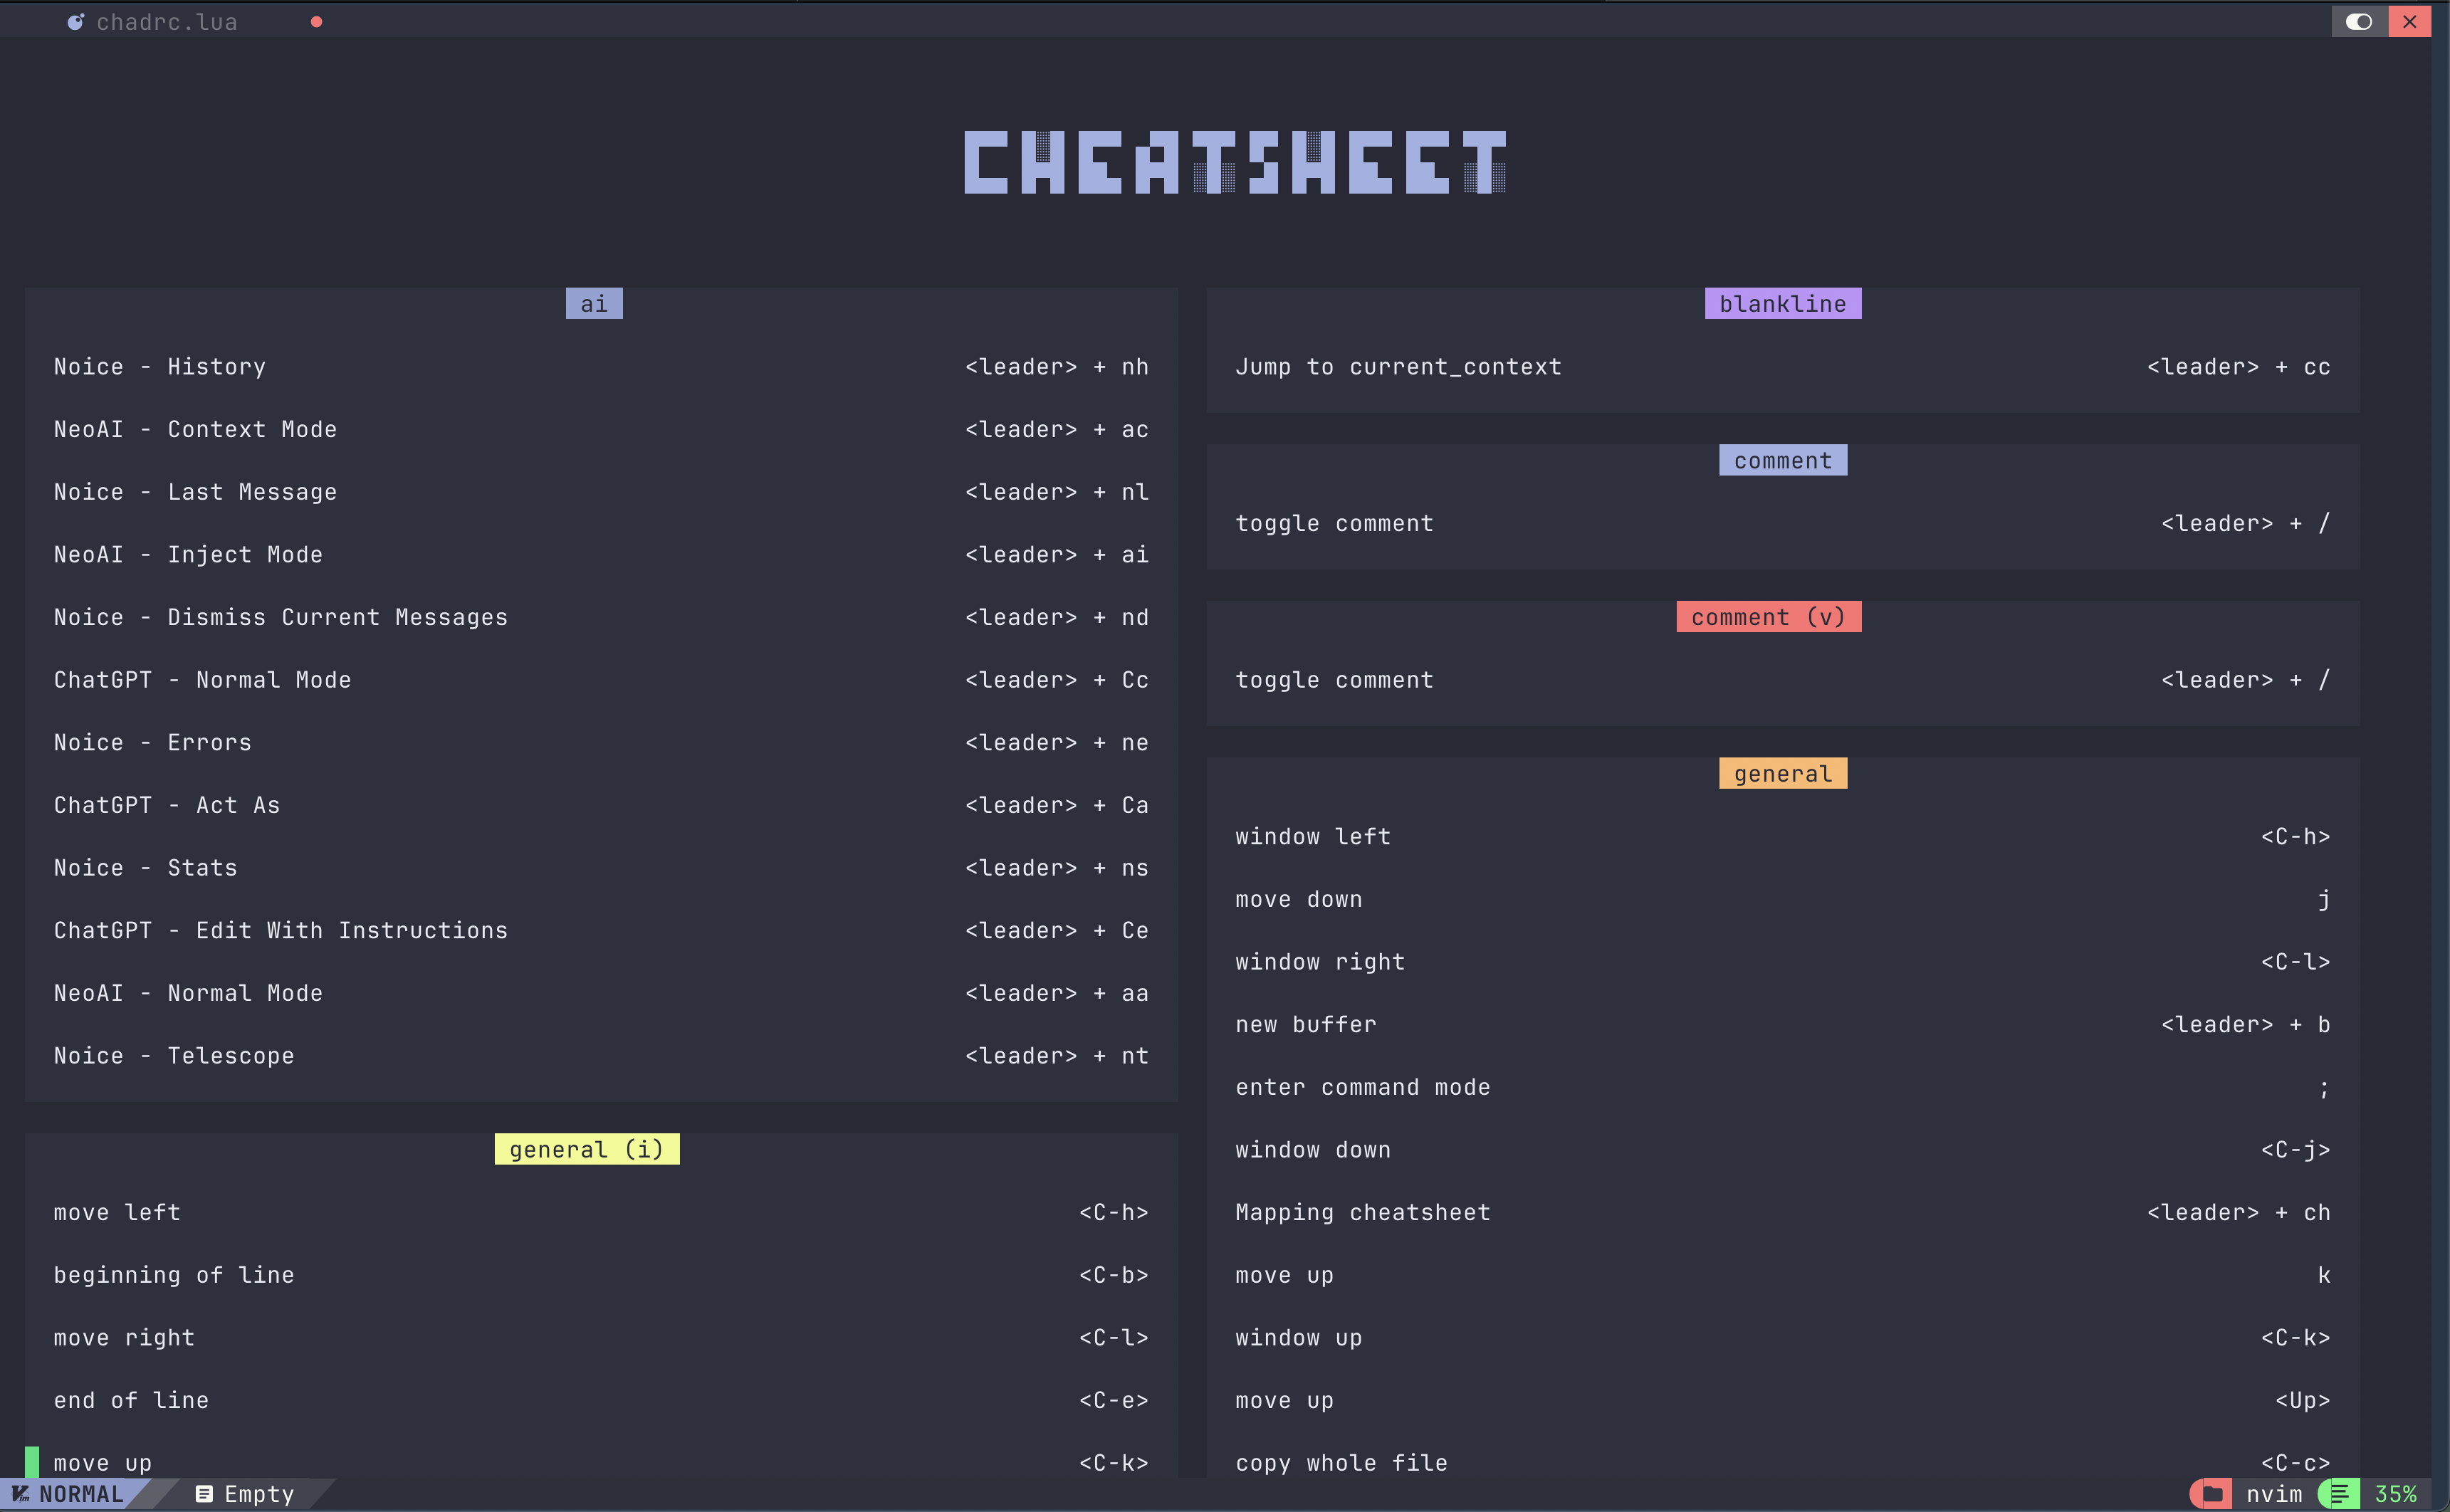 chadrc.lua
CHEATSHEET
ai
Noice - History <leader> + nh
NeoAI - Context Mode <leader> + ac
Noice - Last Message <leader> + nl
NeoAI - Inject Mode <leader> + ai
Noice - Dismiss Current Messages <leader> + nd
ChatGPT - Normal Mode <leader> + Cc
Noice - Errors <leader> + ne
ChatGPT - Act As <leader> + Ca
Noice - Stats <leader> + ns
ChatGPT - Edit With Instructions <leader> + Ce
NeoAI - Normal Mode <leader> + aa
Noice - Telescope <leader> + nt
general (i)
move left <C-h>
beginning of line <C-b>
move right <C-l>
end of line <C-e>
move up <C-k>
blankline
Jump to current_context <leader> + cc
comment
toggle comment <leader> + /
comment (v)
toggle comment <leader> + /
general
window left <C-h>
move down j
window right <C-l>
new buffer <leader> + b
enter command mode ;
window down <C-j>
Mapping cheatsheet <leader> + ch
move up k
window up <C-k>
move up <Up>
copy whole file <C-c>
NORMAL Empty nvim 35%